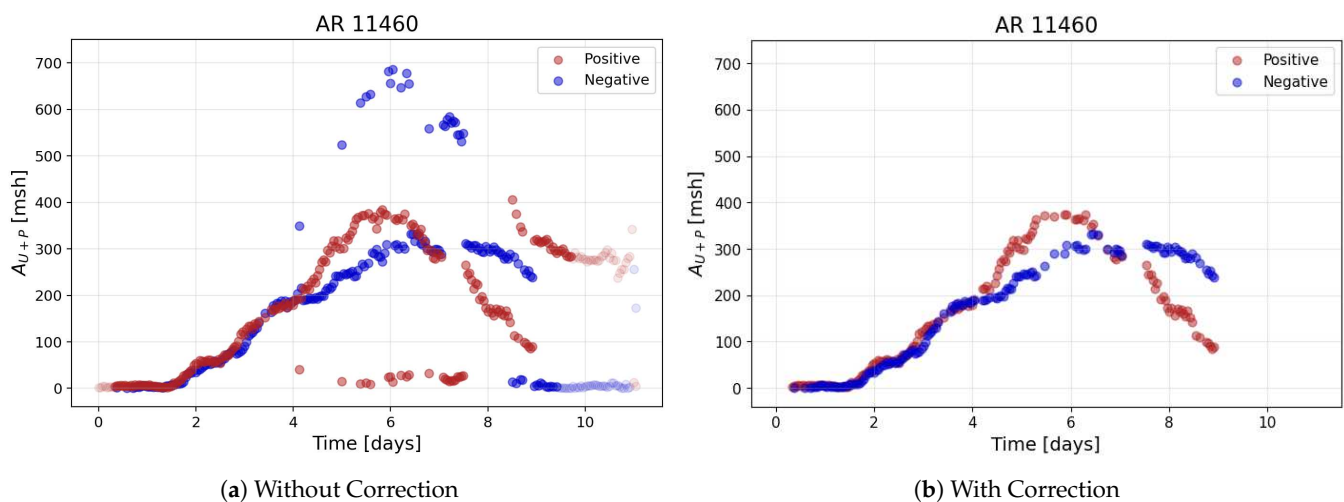 AR 11460
700
600
500
400
300
200
100
0
A_{U+P} [msh]
Positive
Negative
0 2 4 6 8 10
Time [days]
(a) Without Correction
AR 11460
700
600
500
400
300
200
100
0
A_{U+P} [msh]
Positive
Negative
0 2 4 6 8 10
Time [days]
(b) With Correction